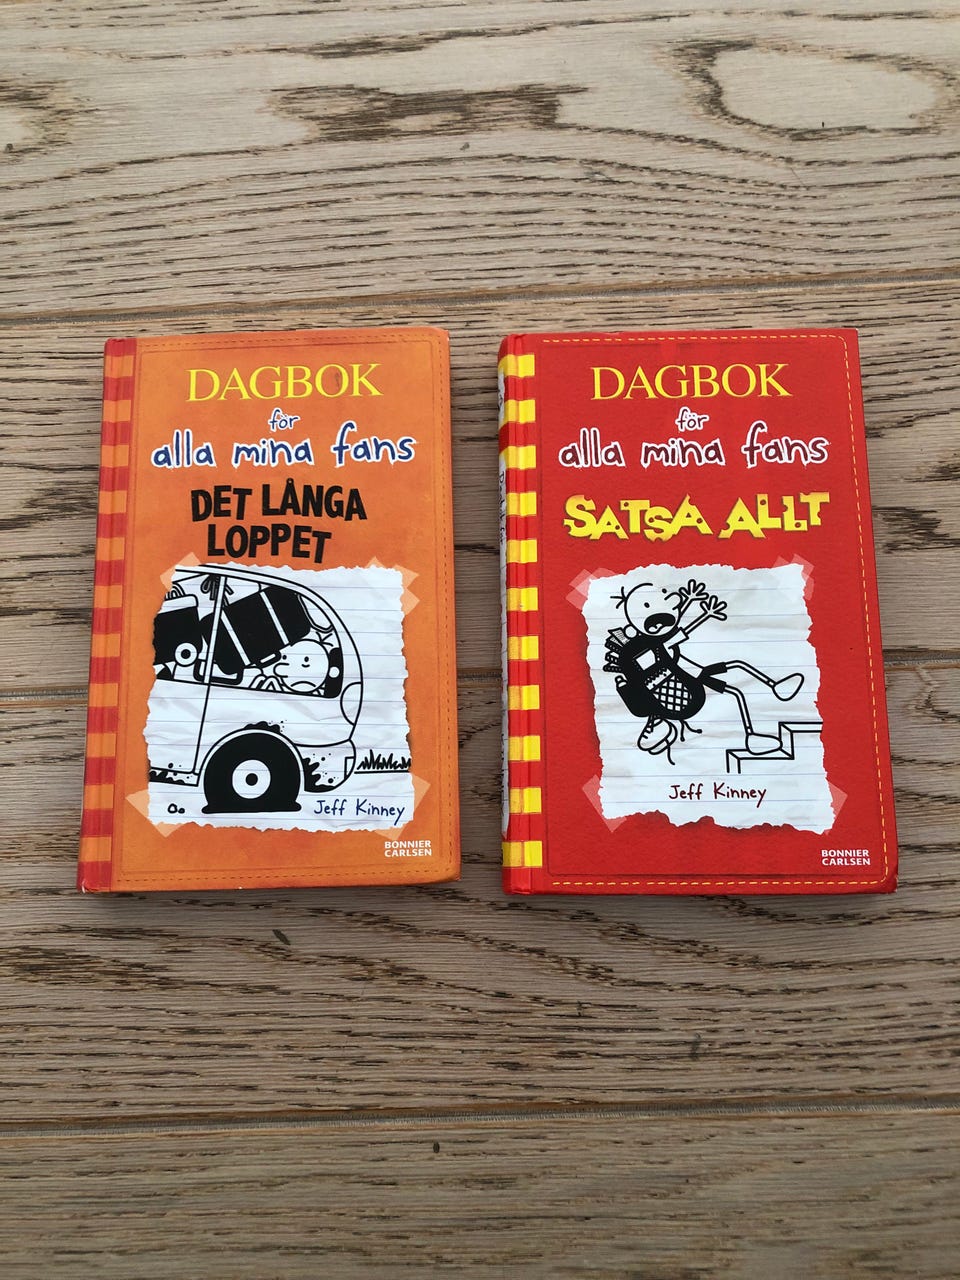 DAGBOK
för
alla mina fans
DET LÅNGA
LOPPET
Jeff Kinney
BONNIER
CARLSEN
DAGBOK
för
alla mina fans
SATSA ALLT
Jeff Kinney
BONNIER
CARLSEN